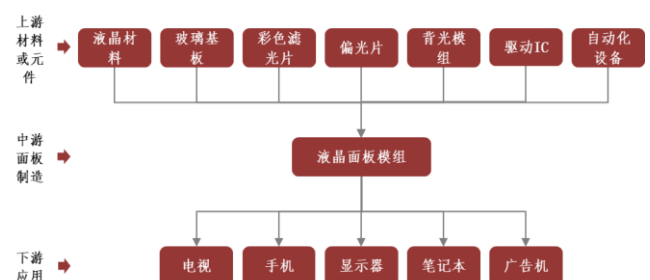 上游
材料
或元
件
液晶材
料
玻璃基
板
彩色滤
光片
偏光片
背光模
组
驱动IC
自动化
设备
中游
面板
制造
液晶面板模组
下游
应用
电视
手机
显示器
笔记本
广告机